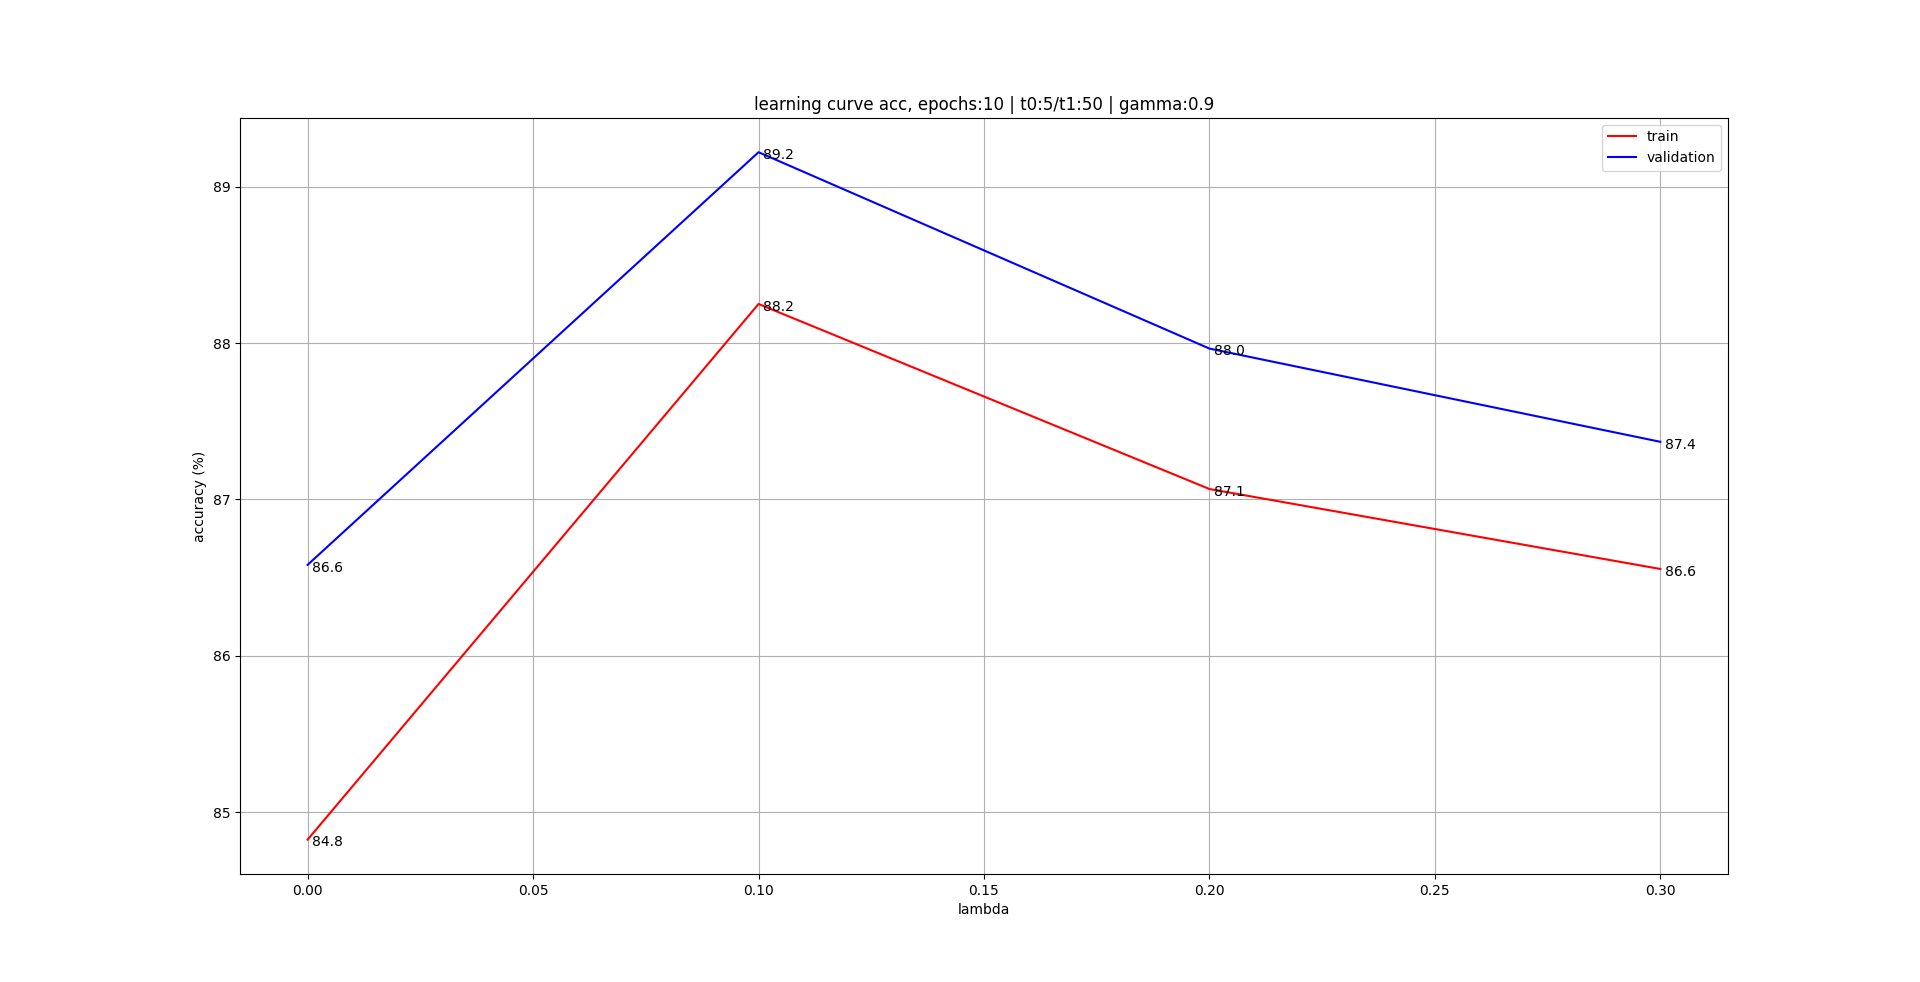 learning curve acc, epochs:10 | t0:5/t1:50 | gamma:0.9
train
validation
89.2
88.2
88.0
87.4
87.1
86.6
86.6
84.8
89
88
87
86
85
accuracy (%)
0.00 0.05 0.10 0.15 0.20 0.25 0.30
lambda